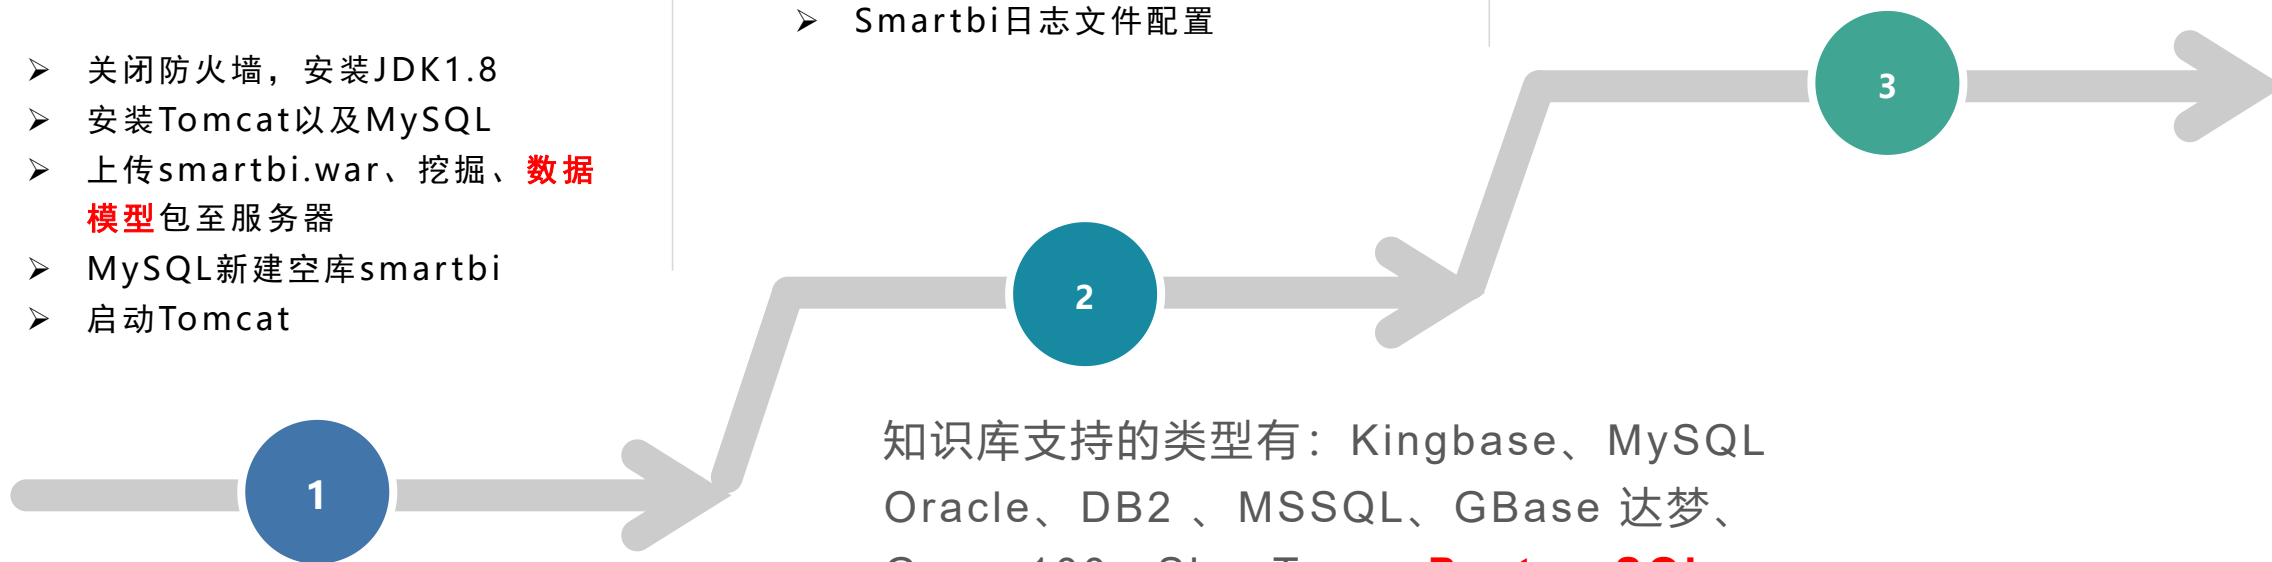 ➢ Smartbi日志文件配置
➢ 关闭防火墙，安装JDK1.8
➢ 安装Tomcat以及MySQL
➢ 上传smartbi.war、挖掘、数据
模型包至服务器
➢ MySQL新建空库smartbi
➢ 启动Tomcat
3
2
1
知识库支持的类型有：Kingbase、MySQL
Oracle、DB2 、MSSQL、GBase 达梦、